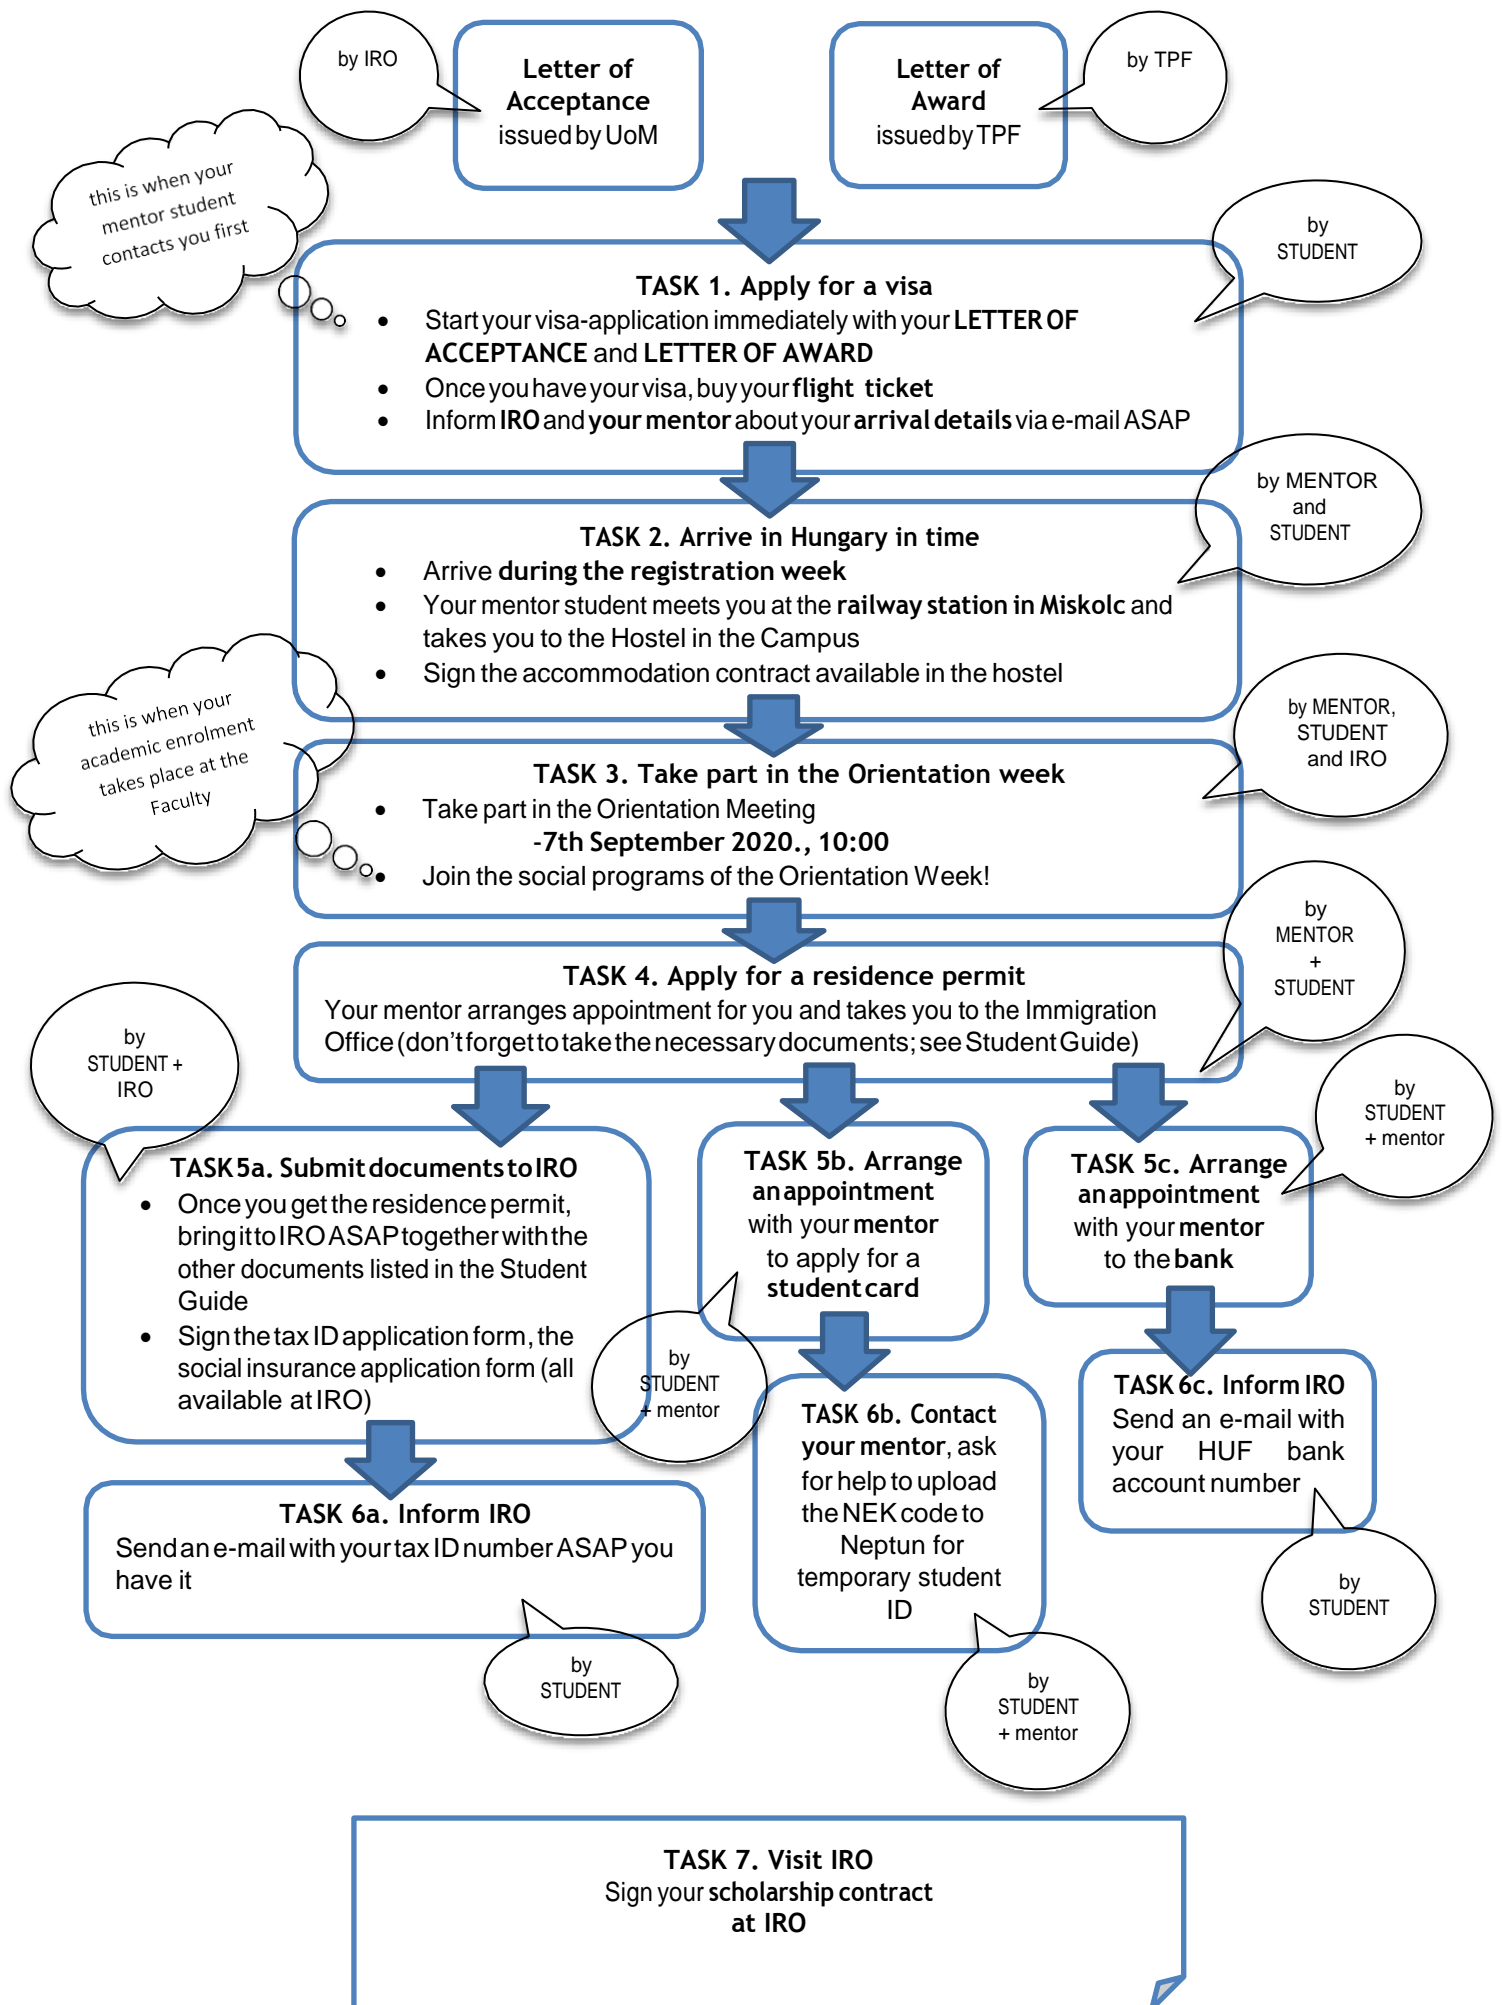 by IRO
Letter of
Acceptance
issued by UoM
Letter of
Award
issued by TPF
by TPF
this is when your
mentor student
contacts you first
by
STUDENT
TASK 1. Apply for a visa
• Start your visa-application immediately with your LETTER OF
ACCEPTANCE and LETTER OF AWARD
• Once you have your visa, buy your flight ticket
• Inform IRO and your mentor about your arrival details via e-mail ASAP
by MENTOR
and
STUDENT
TASK 2. Arrive in Hungary in time
• Arrive during the registration week
• Your mentor student meets you at the railway station in Miskolc and
takes you to the Hostel in the Campus
• Sign the accommodation contract available in the hostel
this is when your
academic enrolment
takes place at the
Faculty
by MENTOR,
STUDENT
and IRO
TASK 3. Take part in the Orientation week
• Take part in the Orientation Meeting
-7th September 2020., 10:00
• Join the social programs of the Orientation Week!
by
MENTOR
+
STUDENT
TASK 4. Apply for a residence permit
Your mentor arranges appointment for you and takes you to the Immigration
Office (don't forget to take the necessary documents; see Student Guide)
by
STUDENT +
IRO
TASK 5a. Submit documents to IRO
• Once you get the residence permit,
bring it to IRO ASAP together with the
other documents listed in the Student
Guide
• Sign the tax ID application form, the
social insurance application form (all
available at IRO)
TASK 5b. Arrange
an appointment
with your mentor
to apply for a
student card
by
STUDENT
+ mentor
TASK 5c. Arrange
an appointment
with your mentor
to the bank
by
STUDENT
+ mentor
TASK 6a. Inform IRO
Send an e-mail with your tax ID number ASAP you
have it
by
STUDENT
TASK 6b. Contact
your mentor, ask
for help to upload
the NEK code to
Neptun for
temporary student
ID
by
STUDENT
+ mentor
TASK 6c. Inform IRO
Send an e-mail with
your HUF bank
account number
by
STUDENT
TASK 7. Visit IRO
Sign your scholarship contract
at IRO